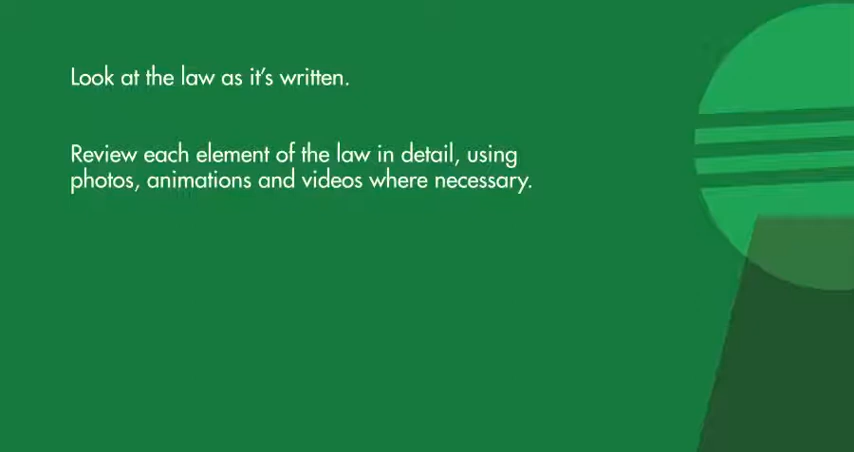 Look at the law as it's written.
Review each element of the law in detail, using
photos, animations and videos where necessary.